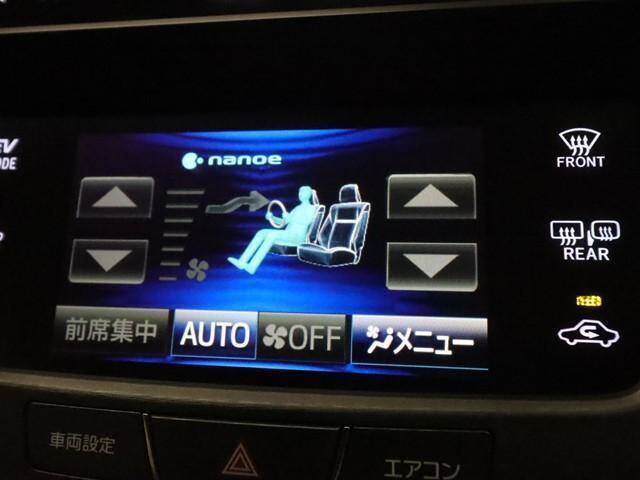 EV
MODE
nanoe
FRONT
REAR
前席集中
AUTO
OFF
メニュー
車両設定
エアコン